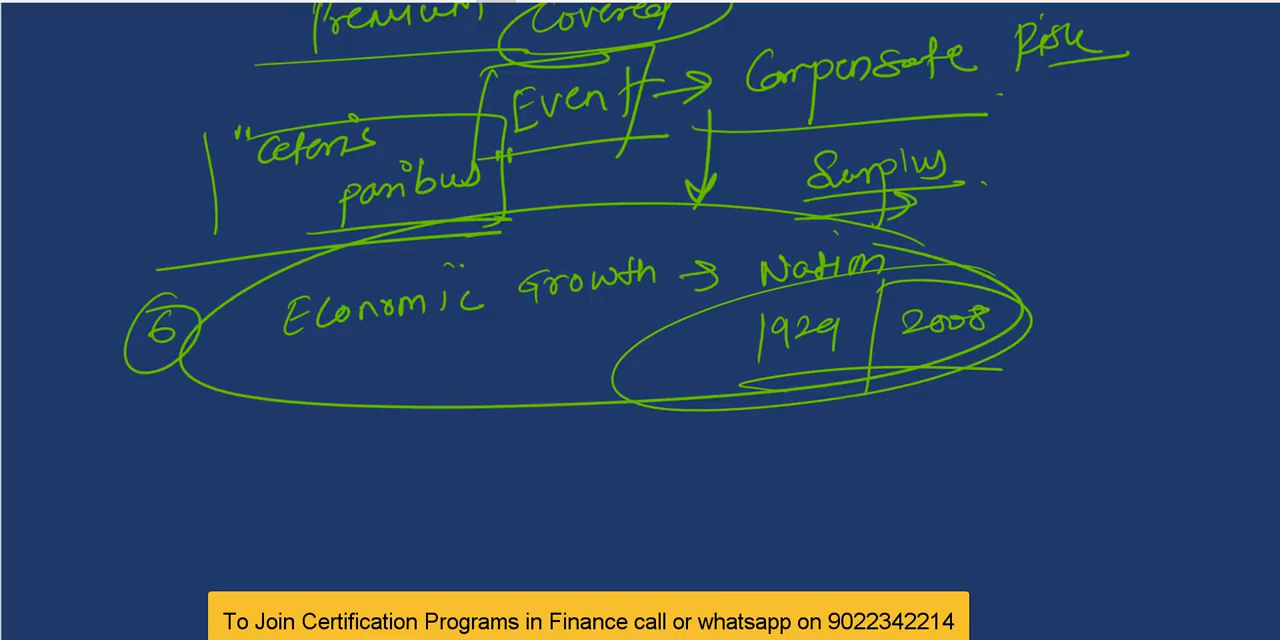 Premium Covered
Event → Compensate Risk
"Ceteris
paribus
Surplus
6 Economic Growth → Nation
1929 2008
To Join Certification Programs in Finance call or whatsapp on 9022342214